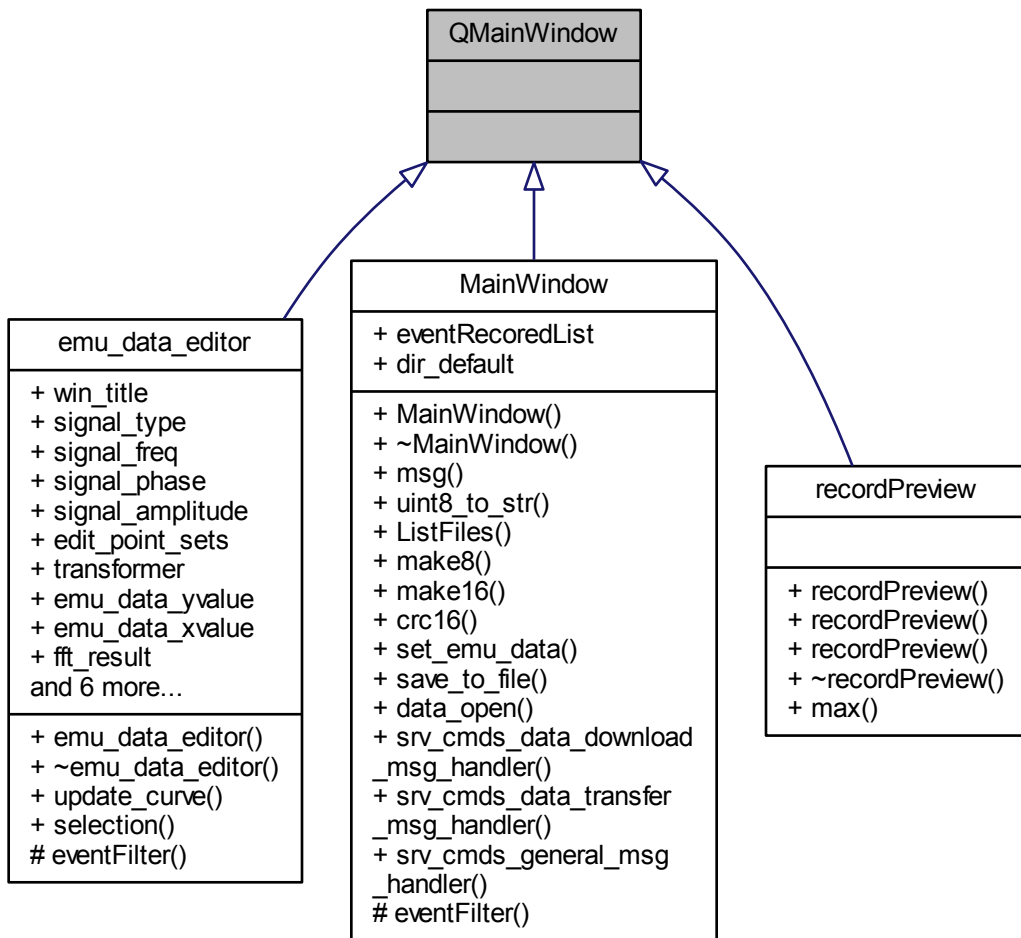 QMainWindow
emu_data_editor
+ win_title
+ signal_type
+ signal_freq
+ signal_phase
+ signal_amplitude
+ edit_point_sets
+ transformer
+ emu_data_yvalue
+ emu_data_xvalue
+ fft_result
and 6 more...
+ emu_data_editor()
+ ~emu_data_editor()
+ update_curve()
+ selection()
# eventFilter()
MainWindow
+ eventRecoredList
+ dir_default
+ MainWindow()
+ ~MainWindow()
+ msg()
+ uint8_to_str()
+ ListFiles()
+ make8()
+ make16()
+ crc16()
+ set_emu_data()
+ save_to_file()
+ data_open()
+ srv_cmds_data_download
_msg_handler()
+ srv_cmds_data_transfer
_msg_handler()
+ srv_cmds_general_msg
_handler()
# eventFilter()
recordPreview
+ recordPreview()
+ recordPreview()
+ recordPreview()
+ ~recordPreview()
+ max()